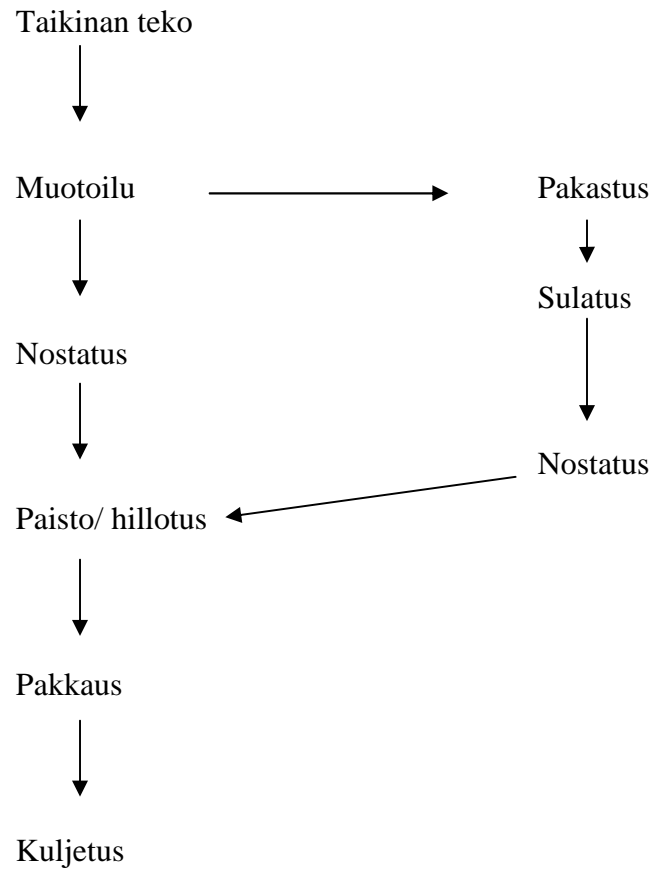 Taikinan teko
Muotoilu
Pakastus
Sulatus
Nostatus
Nostatus
Paisto/ hillotus
Pakkaus
Kuljetus